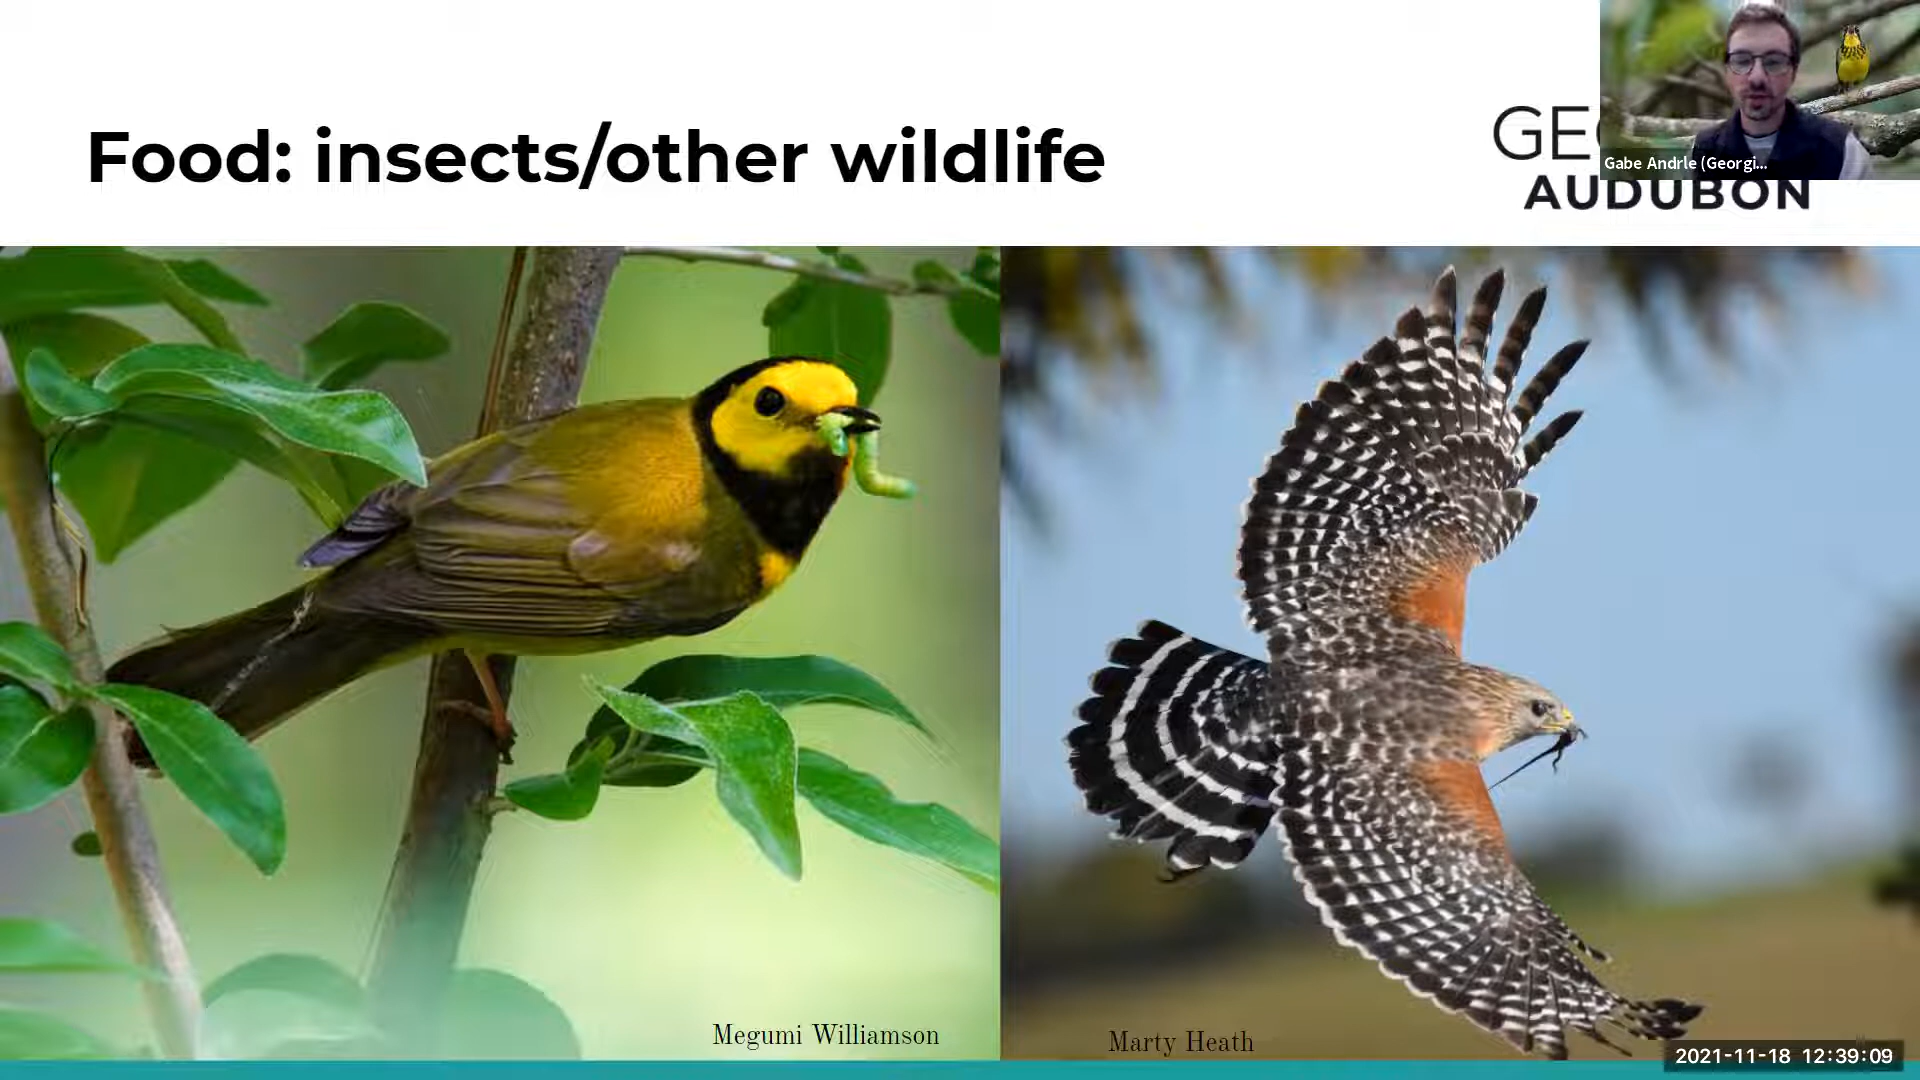 Food: insects/other wildlife
GE
AUDUBON
Gabe Andrle (Georgi...
Megumi Williamson
Marty Heath
2021-11-18 12:39:09